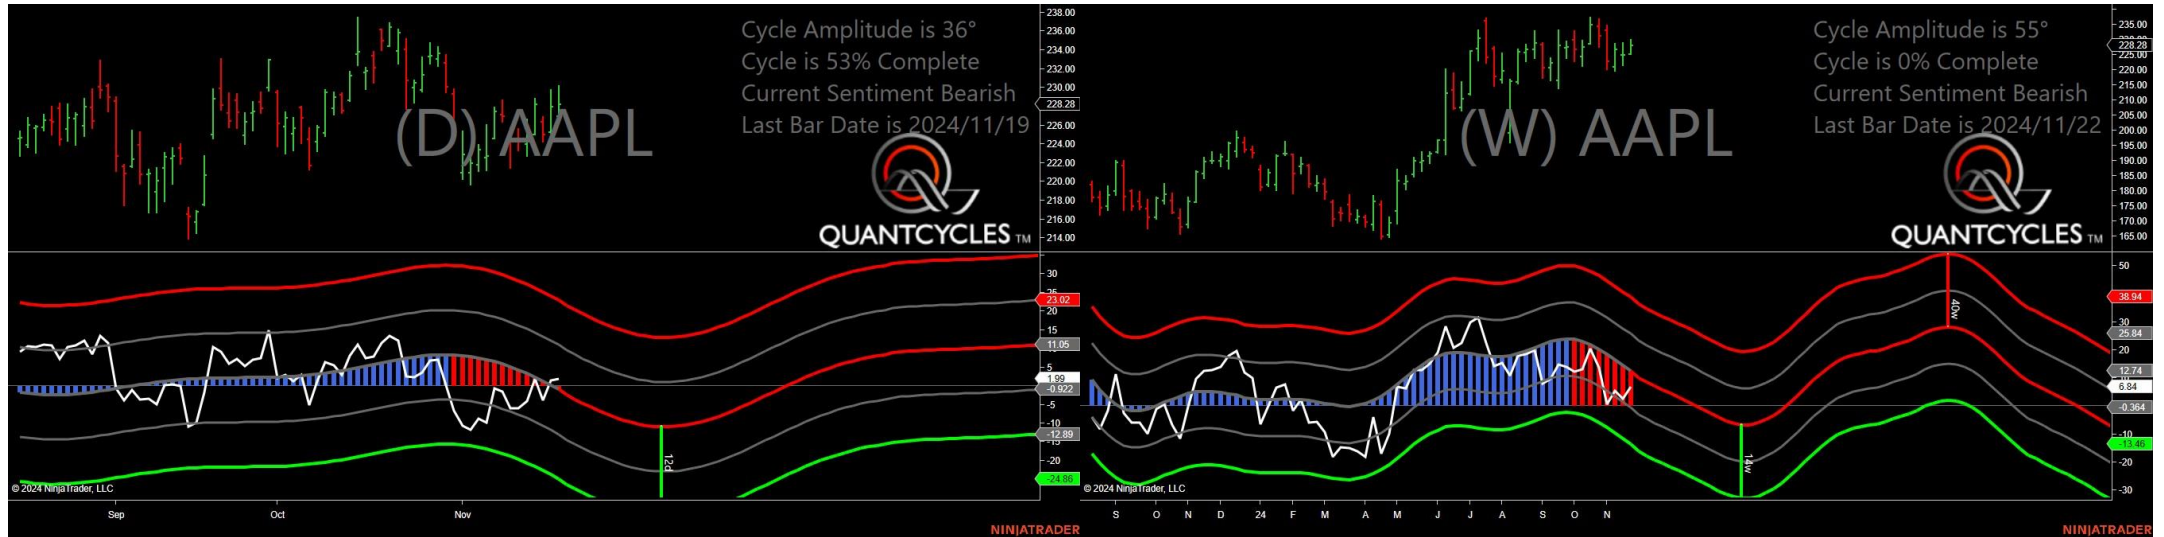 Cycle Amplitude is 36°
Cycle is 53% Complete
Current Sentiment Bearish
Last Bar Date is 2024/11/19
(D) AAPL
QUANTCYCLES TM
238.00
236.00
234.00
232.00
230.00
228.28
226.00
224.00
222.00
220.00
218.00
216.00
214.00
30
23.02
20
15
11.05
5
1.99
-0.922
-5
-10
-12.89
-20
-24.86
12d
© 2024 NinjaTrader, LLC
Sep Oct Nov
NINJATRADER
Cycle Amplitude is 55°
Cycle is 0% Complete
Current Sentiment Bearish
Last Bar Date is 2024/11/22
(W) AAPL
QUANTCYCLES TM
235.00
228.28
225.00
220.00
215.00
210.00
205.00
200.00
195.00
190.00
185.00
180.00
175.00
170.00
165.00
50
38.94
30
25.84
20
12.74
6.84
-0.364
-10
-13.46
-20
-30
40w
14w
© 2024 NinjaTrader, LLC
S O N D 24 F M A M J J A S O N
NINJATRADER